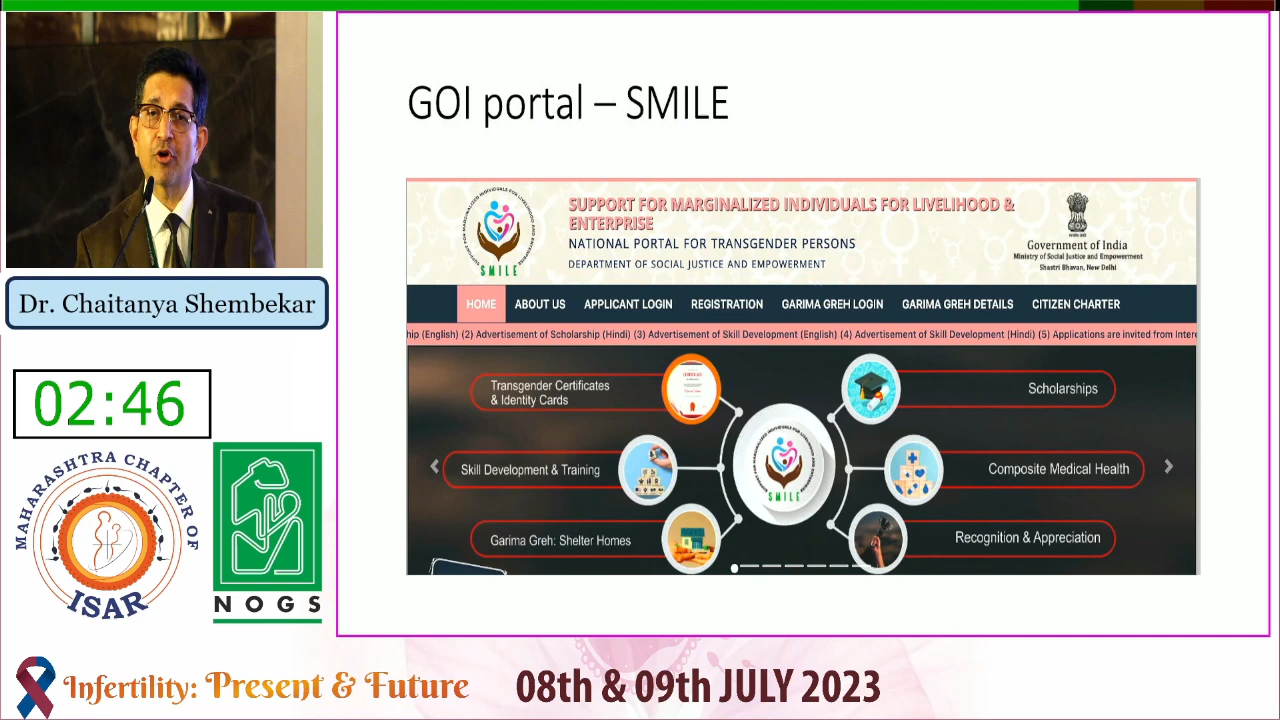 GOI portal – SMILE
SUPPORT FOR MARGINALIZED INDIVIDUALS FOR LIVELIHOOD &
ENTERPRISE
NATIONAL PORTAL FOR TRANSGENDER PERSONS
DEPARTMENT OF SOCIAL JUSTICE AND EMPOWERMENT
SMILE
Government of India
Ministry of Social Justice and Empowerment
Shastri Bhavan, New Delhi
HOME ABOUT US APPLICANT LOGIN REGISTRATION GARIMA GREH LOGIN GARIMA GREH DETAILS CITIZEN CHARTER
hip (English) (2) Advertisement of Scholarship (Hindi) (3) Advertisement of Skill Development (English) (4) Advertisement of Skill Development (Hindi) (5) Applications are invited from Intere
Transgender Certificates
& Identity Cards
Scholarships
Skill Development & Training
SMILE
Composite Medical Health
Garima Greh: Shelter Homes
Recognition & Appreciation
Dr. Chaitanya Shembekar
02:46
MAHARASHTRA CHAPTER OF
ISAR
NOGS
Infertility: Present & Future
08th & 09th JULY 2023